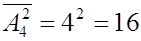 $\overline{A_4^2} = 4^2 = 16$